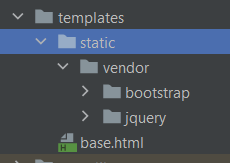 templates
static
vendor
bootstrap
jquery
base.html